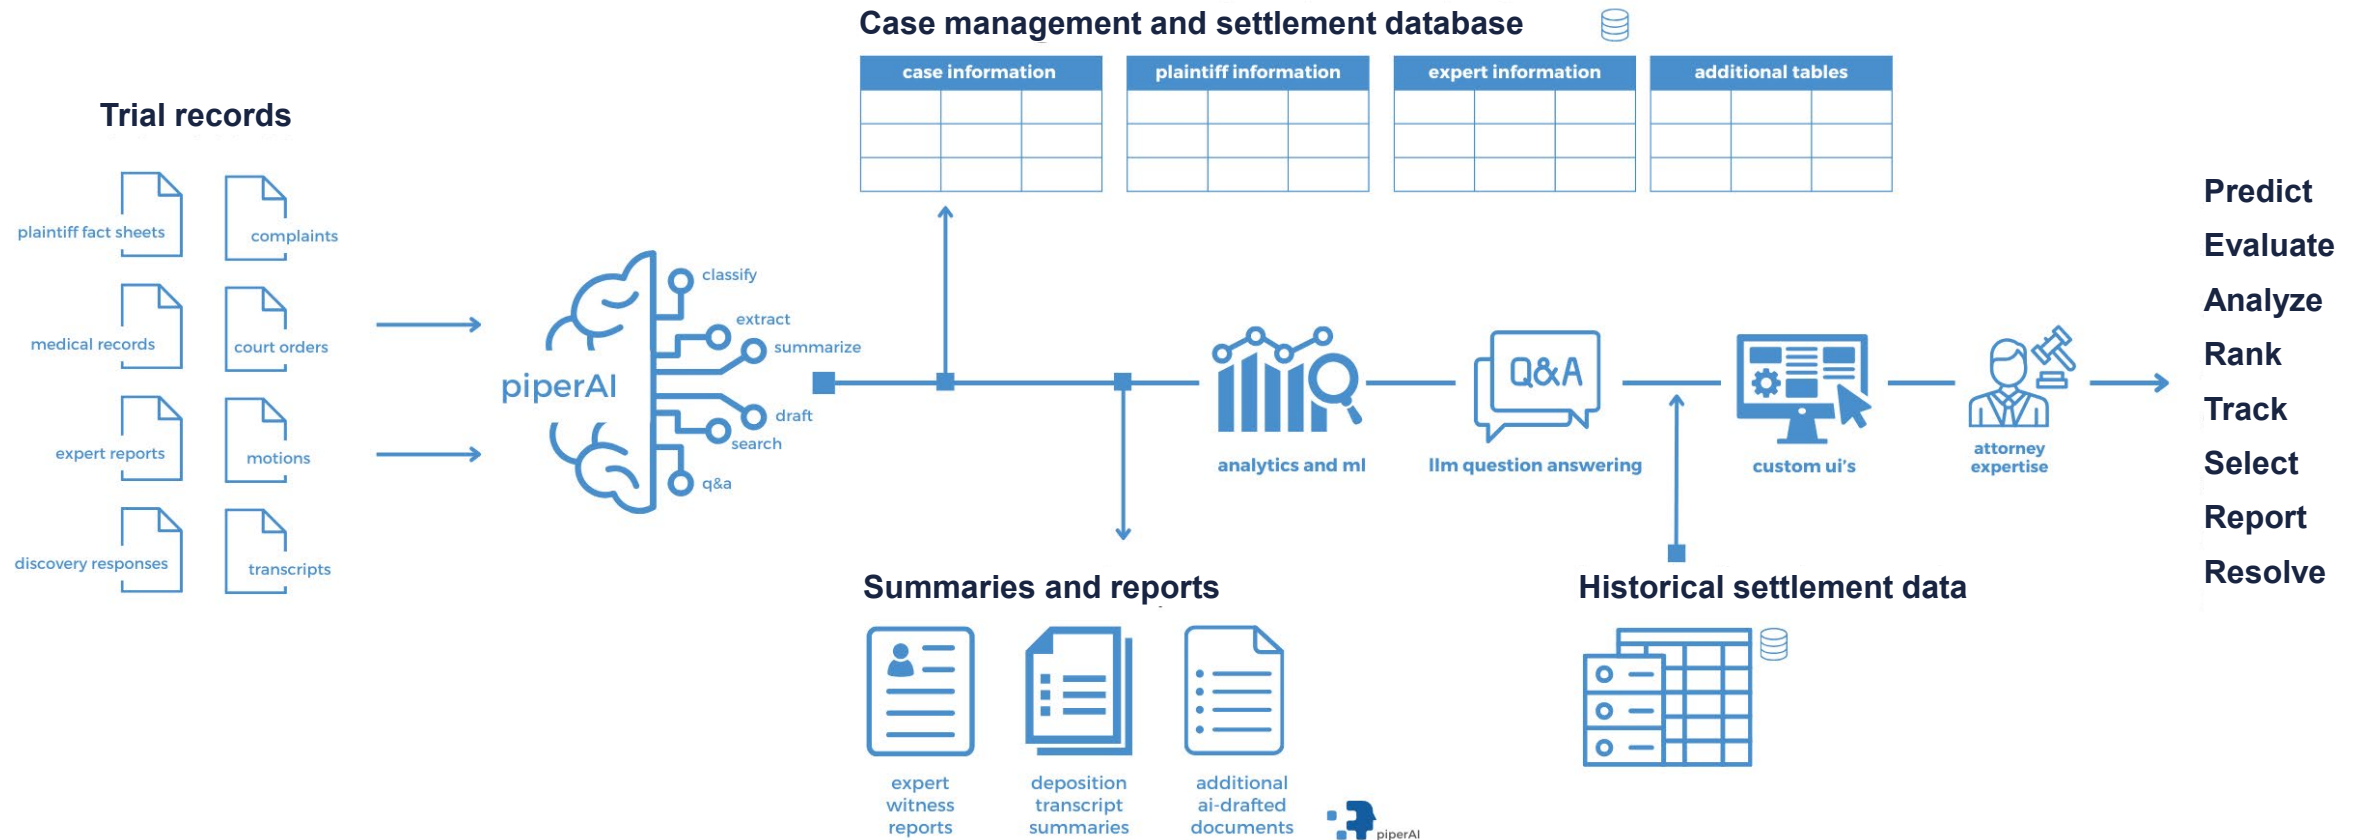 Case management and settlement database
case information
plaintiff information
expert information
additional tables
Trial records
plaintiff fact sheets
complaints
medical records
court orders
expert reports
motions
discovery responses
transcripts
piperAI
classify
extract
summarize
draft
search
q&a
analytics and ml
Q&A
llm question answering
custom ui's
attorney
expertise
Predict
Evaluate
Analyze
Rank
Track
Select
Report
Resolve
Summaries and reports
expert
witness
reports
deposition
transcript
summaries
additional
ai-drafted
documents
Historical settlement data
piperAI